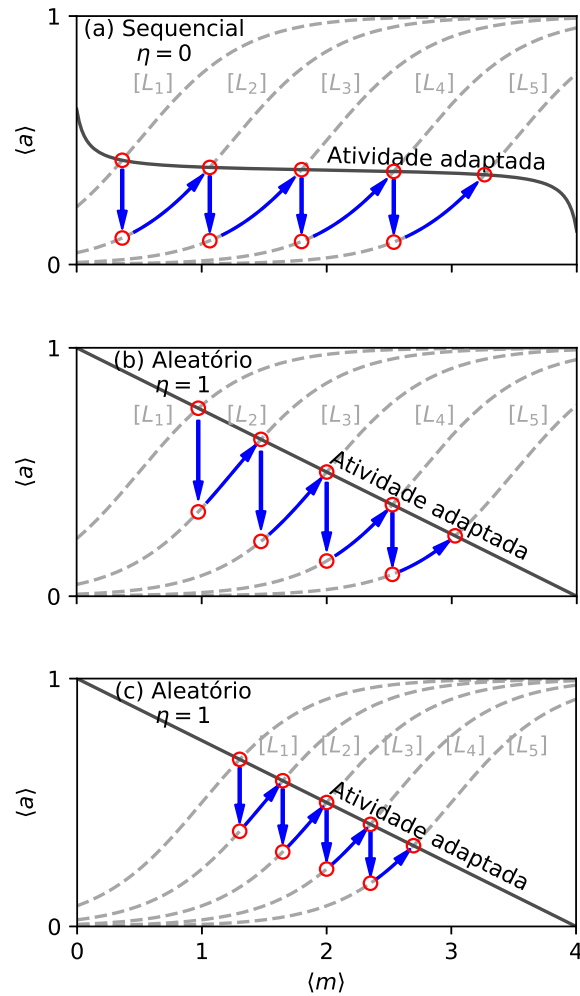 1
(a) Sequencial
η = 0
[L₁]
[L₂]
[L₃]
[L₄]
[L₅]
Atividade adaptada
⟨a⟩
0
1
(b) Aleatório
η = 1
[L₁]
[L₂]
[L₃]
[L₄]
[L₅]
Atividade adaptada
⟨a⟩
0
1
(c) Aleatório
η = 1
[L₁]
[L₂]
[L₃]
[L₄]
[L₅]
Atividade adaptada
⟨a⟩
0
0 1 2 3 4
⟨m⟩